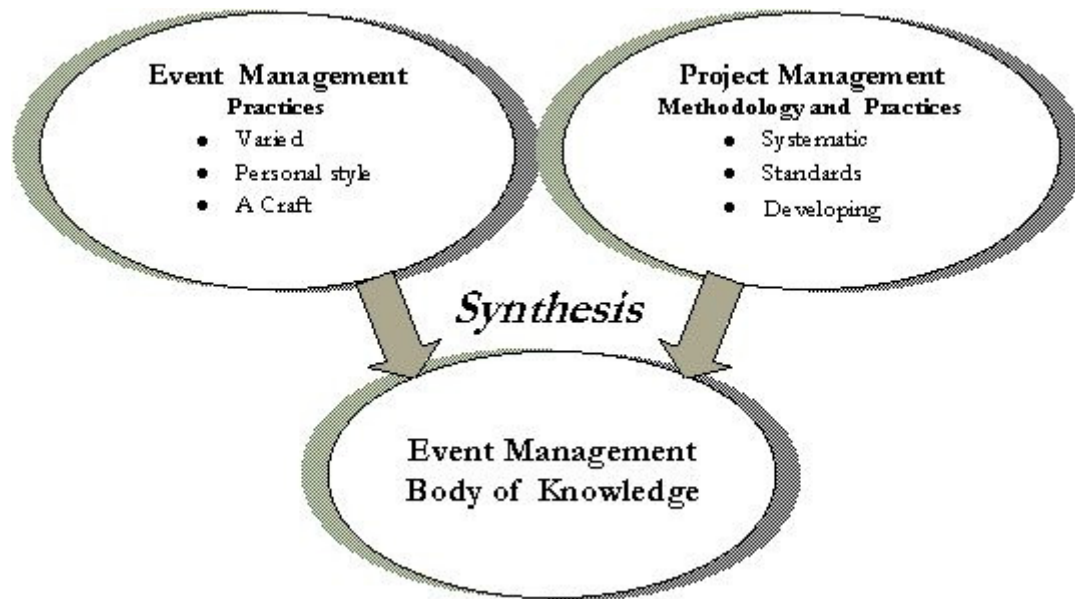 Event Management
Practices
• Varied
• Personal style
• A Craft
Project Management
Methodology and Practices
• Systematic
• Standards
• Developing
Synthesis
Event Management
Body of Knowledge